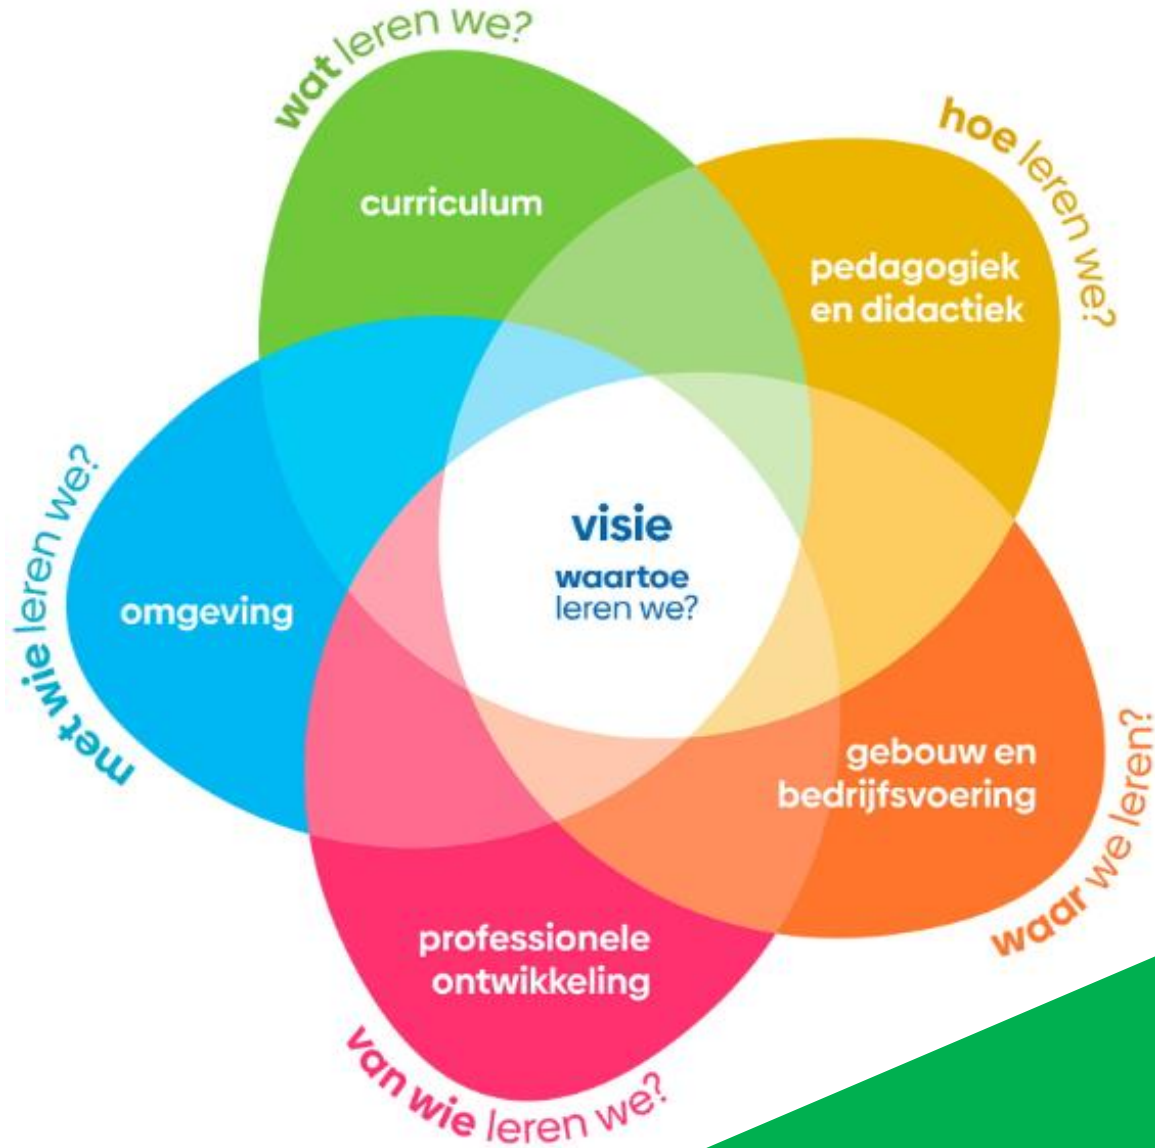 wat leren we?
curriculum
hoe leren we?
pedagogiek
en didactiek
visie
waartoe
leren we?
met wie leren we?
omgeving
gebouw en
bedrijfsvoering
waar we leren?
professionele
ontwikkeling
van wie leren we?